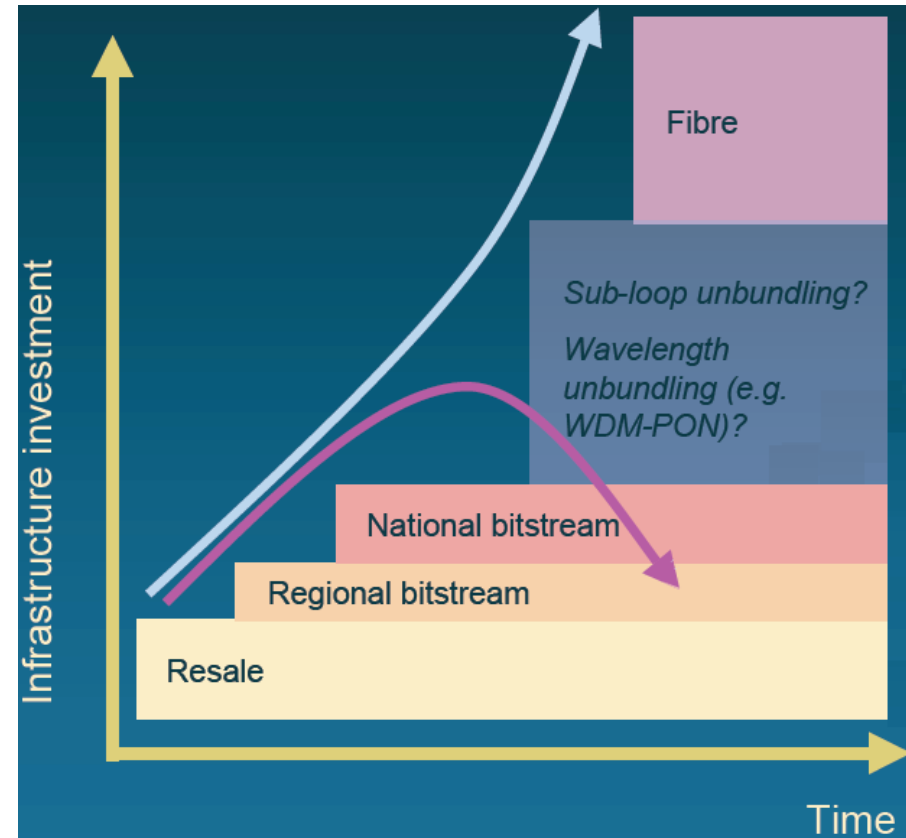 Infrastructure investment
Fibre
Sub-loop unbundling?
Wavelength
unbundling (e.g.
WDM-PON)?
National bitstream
Regional bitstream
Resale
Time